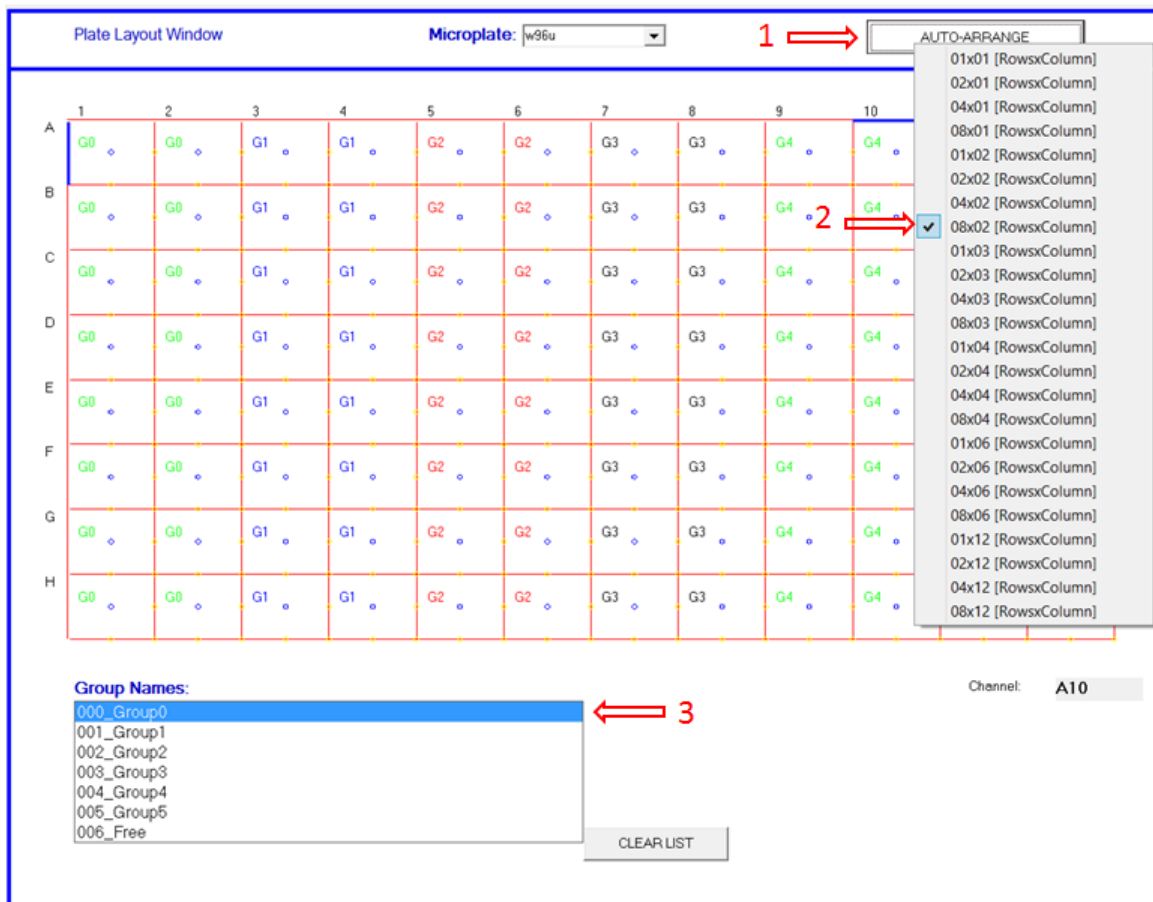 Plate Layout Window Microplate: w96u 1 AUTO-ARRANGE
01x01 [RowsxColumn]
02x01 [RowsxColumn]
04x01 [RowsxColumn]
08x01 [RowsxColumn]
01x02 [RowsxColumn]
02x02 [RowsxColumn]
04x02 [RowsxColumn]
2 08x02 [RowsxColumn]
01x03 [RowsxColumn]
02x03 [RowsxColumn]
04x03 [RowsxColumn]
08x03 [RowsxColumn]
01x04 [RowsxColumn]
02x04 [RowsxColumn]
04x04 [RowsxColumn]
08x04 [RowsxColumn]
01x06 [RowsxColumn]
02x06 [RowsxColumn]
04x06 [RowsxColumn]
08x06 [RowsxColumn]
01x12 [RowsxColumn]
02x12 [RowsxColumn]
04x12 [RowsxColumn]
08x12 [RowsxColumn]
1 2 3 4 5 6 7 8 9 10
A G0 G0 G1 G1 G2 G2 G3 G3 G4 G4
B G0 G0 G1 G1 G2 G2 G3 G3 G4 G4
C G0 G0 G1 G1 G2 G2 G3 G3 G4 G4
D G0 G0 G1 G1 G2 G2 G3 G3 G4 G4
E G0 G0 G1 G1 G2 G2 G3 G3 G4 G4
F G0 G0 G1 G1 G2 G2 G3 G3 G4 G4
G G0 G0 G1 G1 G2 G2 G3 G3 G4 G4
H G0 G0 G1 G1 G2 G2 G3 G3 G4 G4
Group Names: Channel: A10
000_Group0 3
001_Group1
002_Group2
003_Group3
004_Group4
005_Group5
006_Free
CLEAR LIST